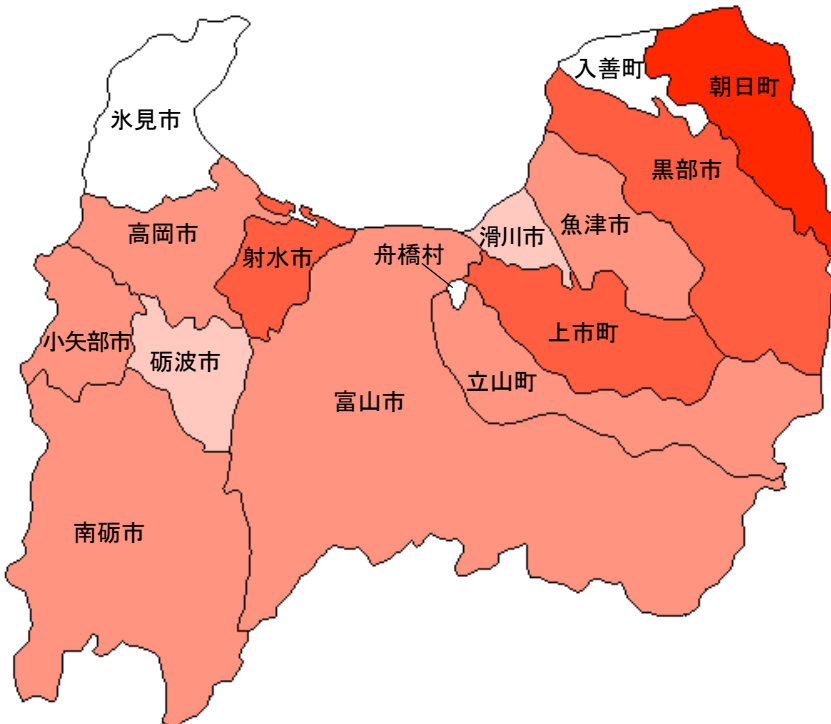 入善町
朝日町
氷見市
黒部市
魚津市
高岡市
滑川市
射水市
舟橋村
小矢部市
上市町
砺波市
立山町
富山市
南砺市